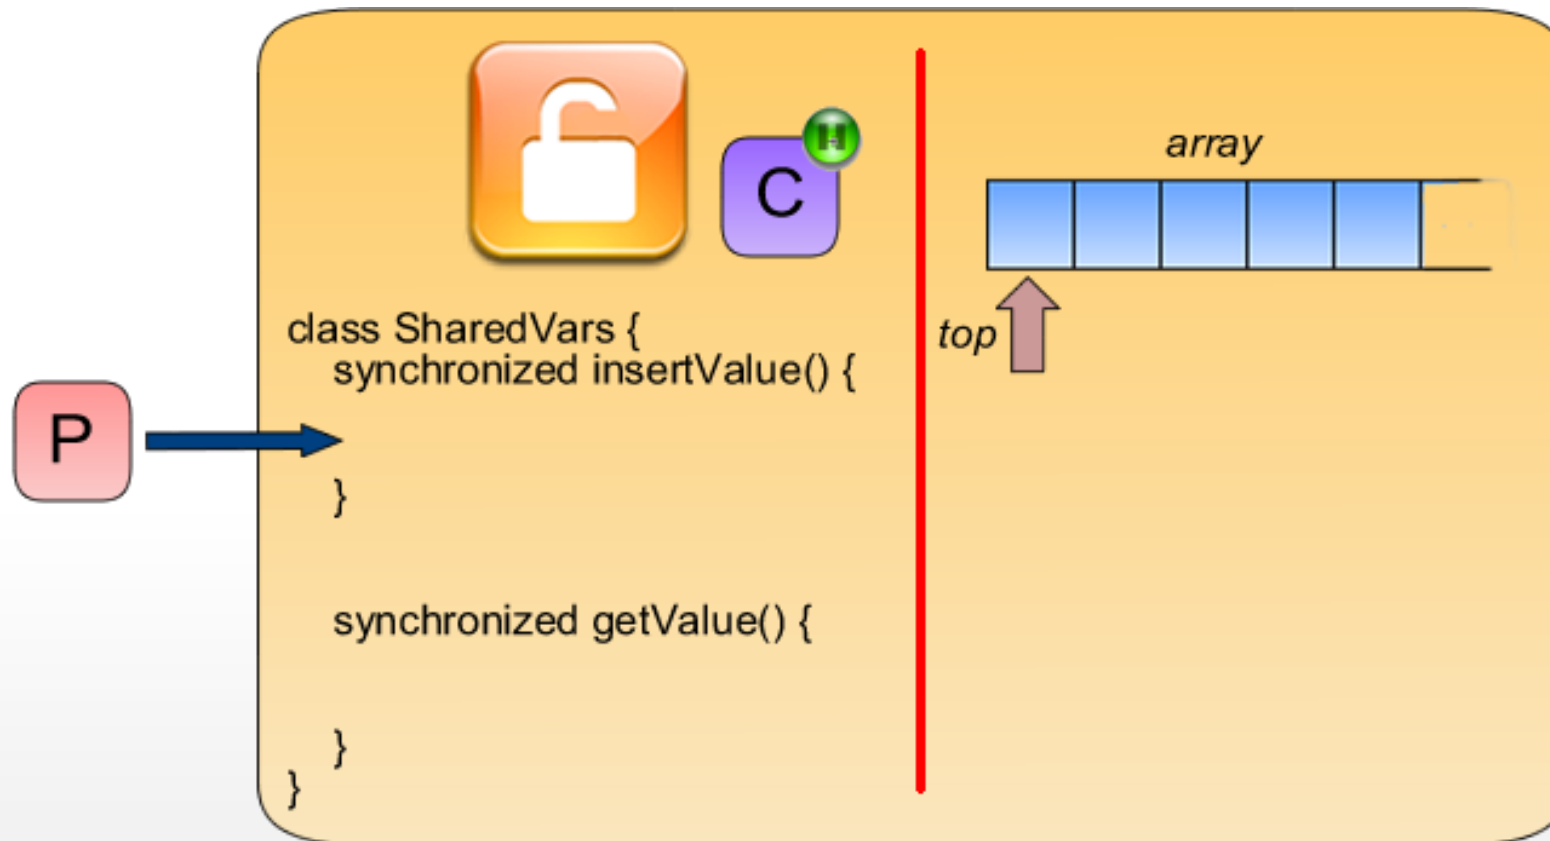 C
H
array
class SharedVars {
synchronized insertValue() {
top
P
}
synchronized getValue() {
}
}